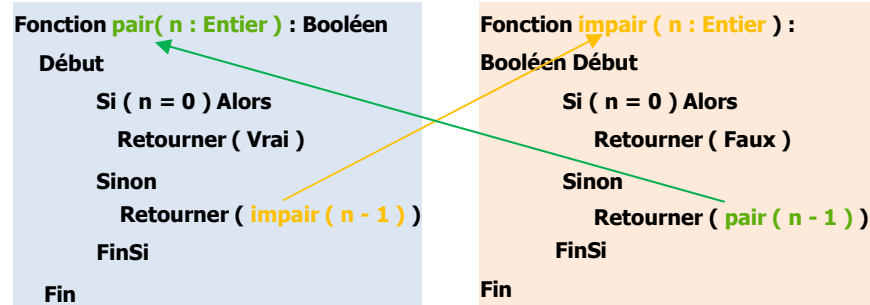 Fonction pair( n : Entier ) : Booléen
Début
Si ( n = 0 ) Alors
Retourner ( Vrai )
Sinon
Retourner ( impair ( n - 1 ) )
FinSi
Fin
Fonction impair ( n : Entier ) :
Booléen Début
Si ( n = 0 ) Alors
Retourner ( Faux )
Sinon
Retourner ( pair ( n - 1 ) )
FinSi
Fin